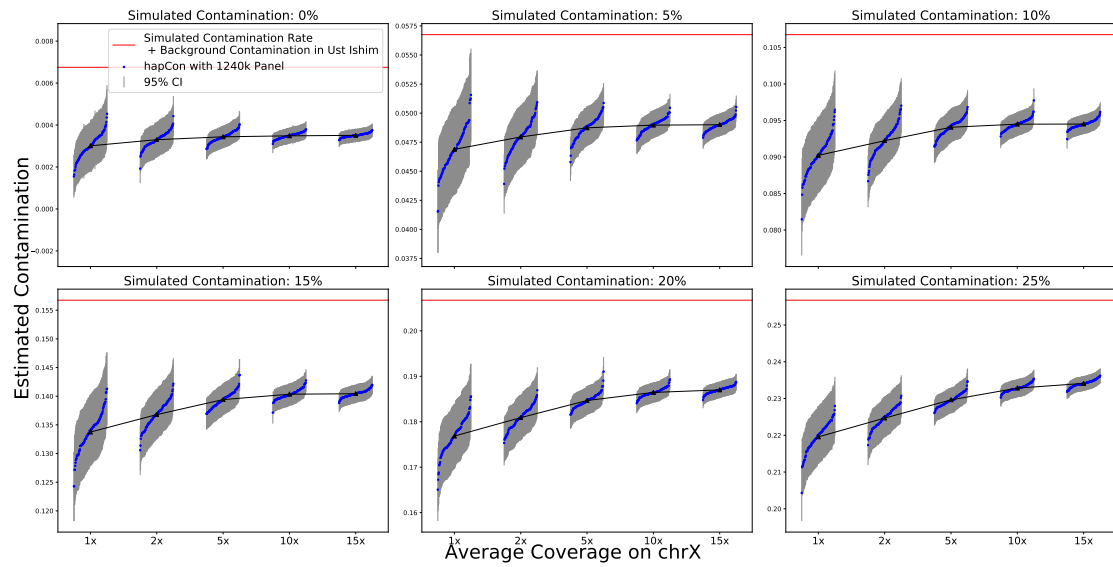 Simulated Contamination: 0%
Simulated Contamination: 5%
Simulated Contamination: 10%
0.008
0.006
0.004
0.002
0.000
−0.002
Simulated Contamination Rate
+ Background Contamination in Ust Ishim
hapCon with 1240k Panel
95% CI
0.0575
0.0550
0.0525
0.0500
0.0475
0.0450
0.0425
0.0400
0.0375
0.105
0.100
0.095
0.090
0.085
0.080
Estimated Contamination
Simulated Contamination: 15%
Simulated Contamination: 20%
Simulated Contamination: 25%
0.155
0.150
0.145
0.140
0.135
0.130
0.125
0.120
0.20
0.19
0.18
0.17
0.16
0.25
0.24
0.23
0.22
0.21
0.20
1x 2x 5x 10x 15x
1x 2x 5x 10x 15x
1x 2x 5x 10x 15x
Average Coverage on chrX